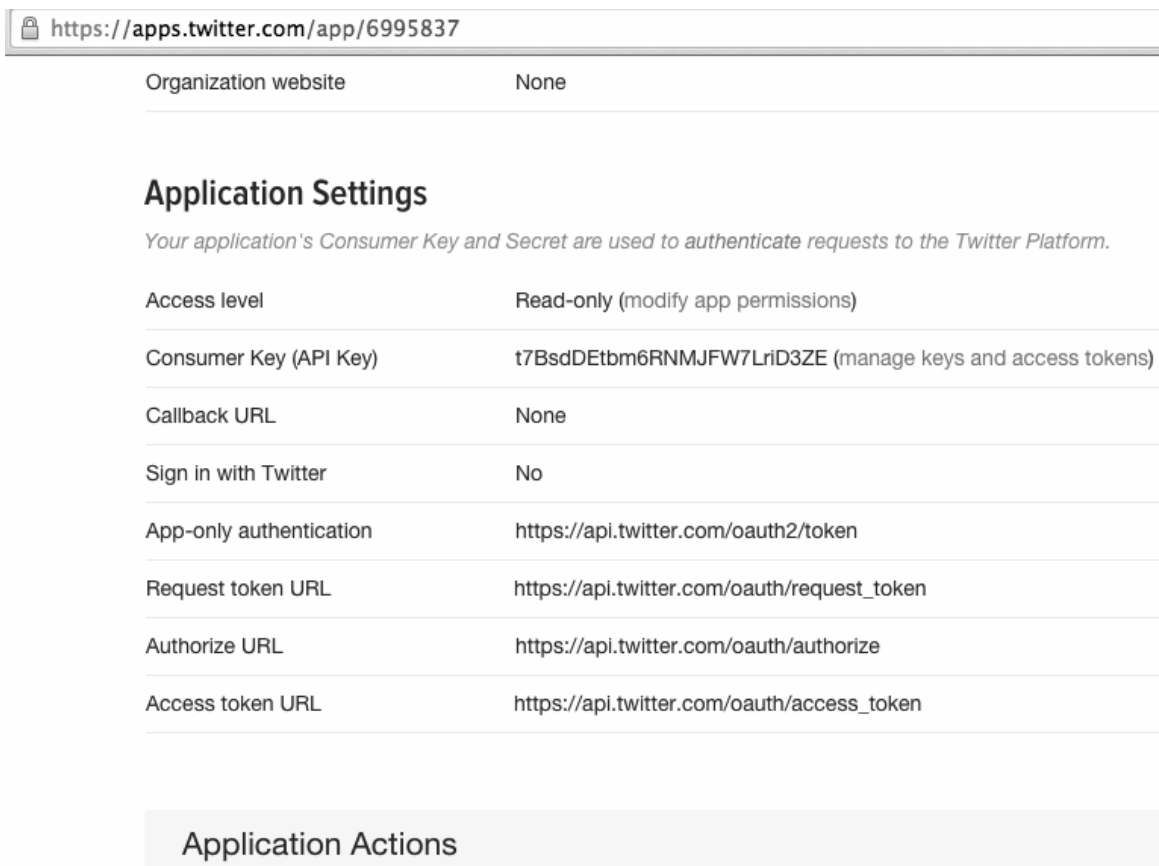 https://apps.twitter.com/app/6995837
Organization website None
Application Settings
Your application's Consumer Key and Secret are used to authenticate requests to the Twitter Platform.
Access level Read-only (modify app permissions)
Consumer Key (API Key) t7BsdDEtbm6RNMJFW7LriD3ZE (manage keys and access tokens)
Callback URL None
Sign in with Twitter No
App-only authentication https://api.twitter.com/oauth2/token
Request token URL https://api.twitter.com/oauth/request_token
Authorize URL https://api.twitter.com/oauth/authorize
Access token URL https://api.twitter.com/oauth/access_token
Application Actions